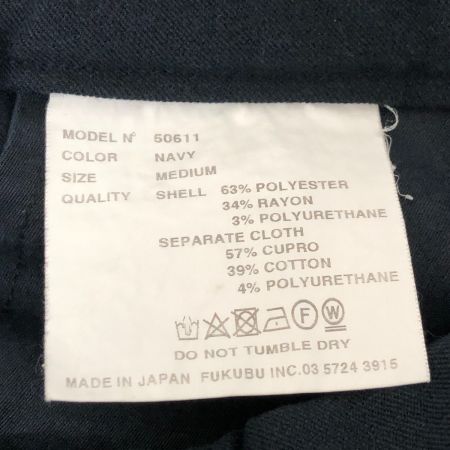 MODEL Nº 50611
COLOR NAVY
SIZE MEDIUM
QUALITY SHELL 63% POLYESTER
34% RAYON
3% POLYURETHANE
SEPARATE CLOTH
57% CUPRO
39% COTTON
4% POLYURETHANE
F W
DO NOT TUMBLE DRY
MADE IN JAPAN FUKUBU INC. 03 5724 3915